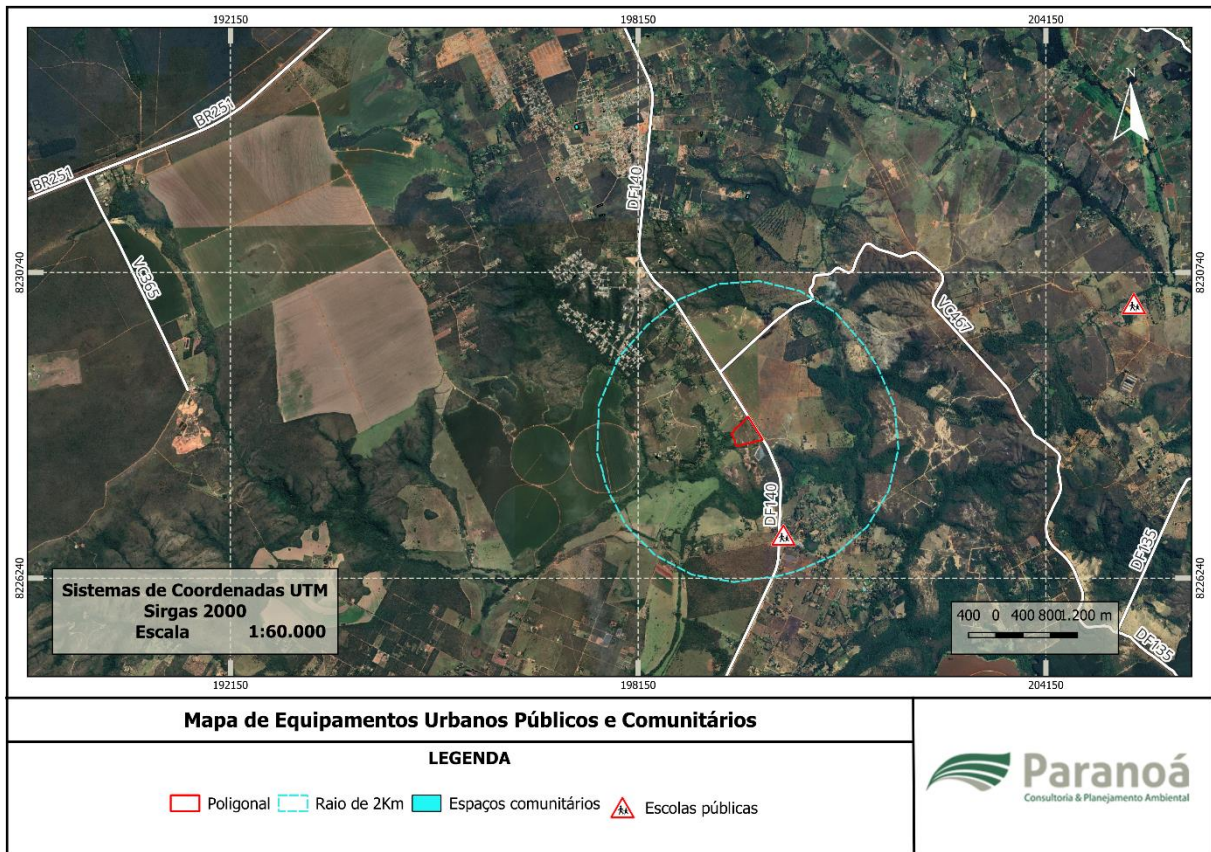 192150 198150 204150
BR251
BR251
DF140
VC365
8230740 8230740
VC467
N
DF140
DF135
8226240 8226240
Sistemas de Coordenadas UTM
Sirgas 2000
Escala 1:60.000
400 0 400 800 1.200 m
DF135
192150 198150 204150
Mapa de Equipamentos Urbanos Públicos e Comunitários
LEGENDA
Poligonal Raio de 2Km Espaços comunitários Escolas públicas
Paranoá
Consultoria & Planejamento Ambiental